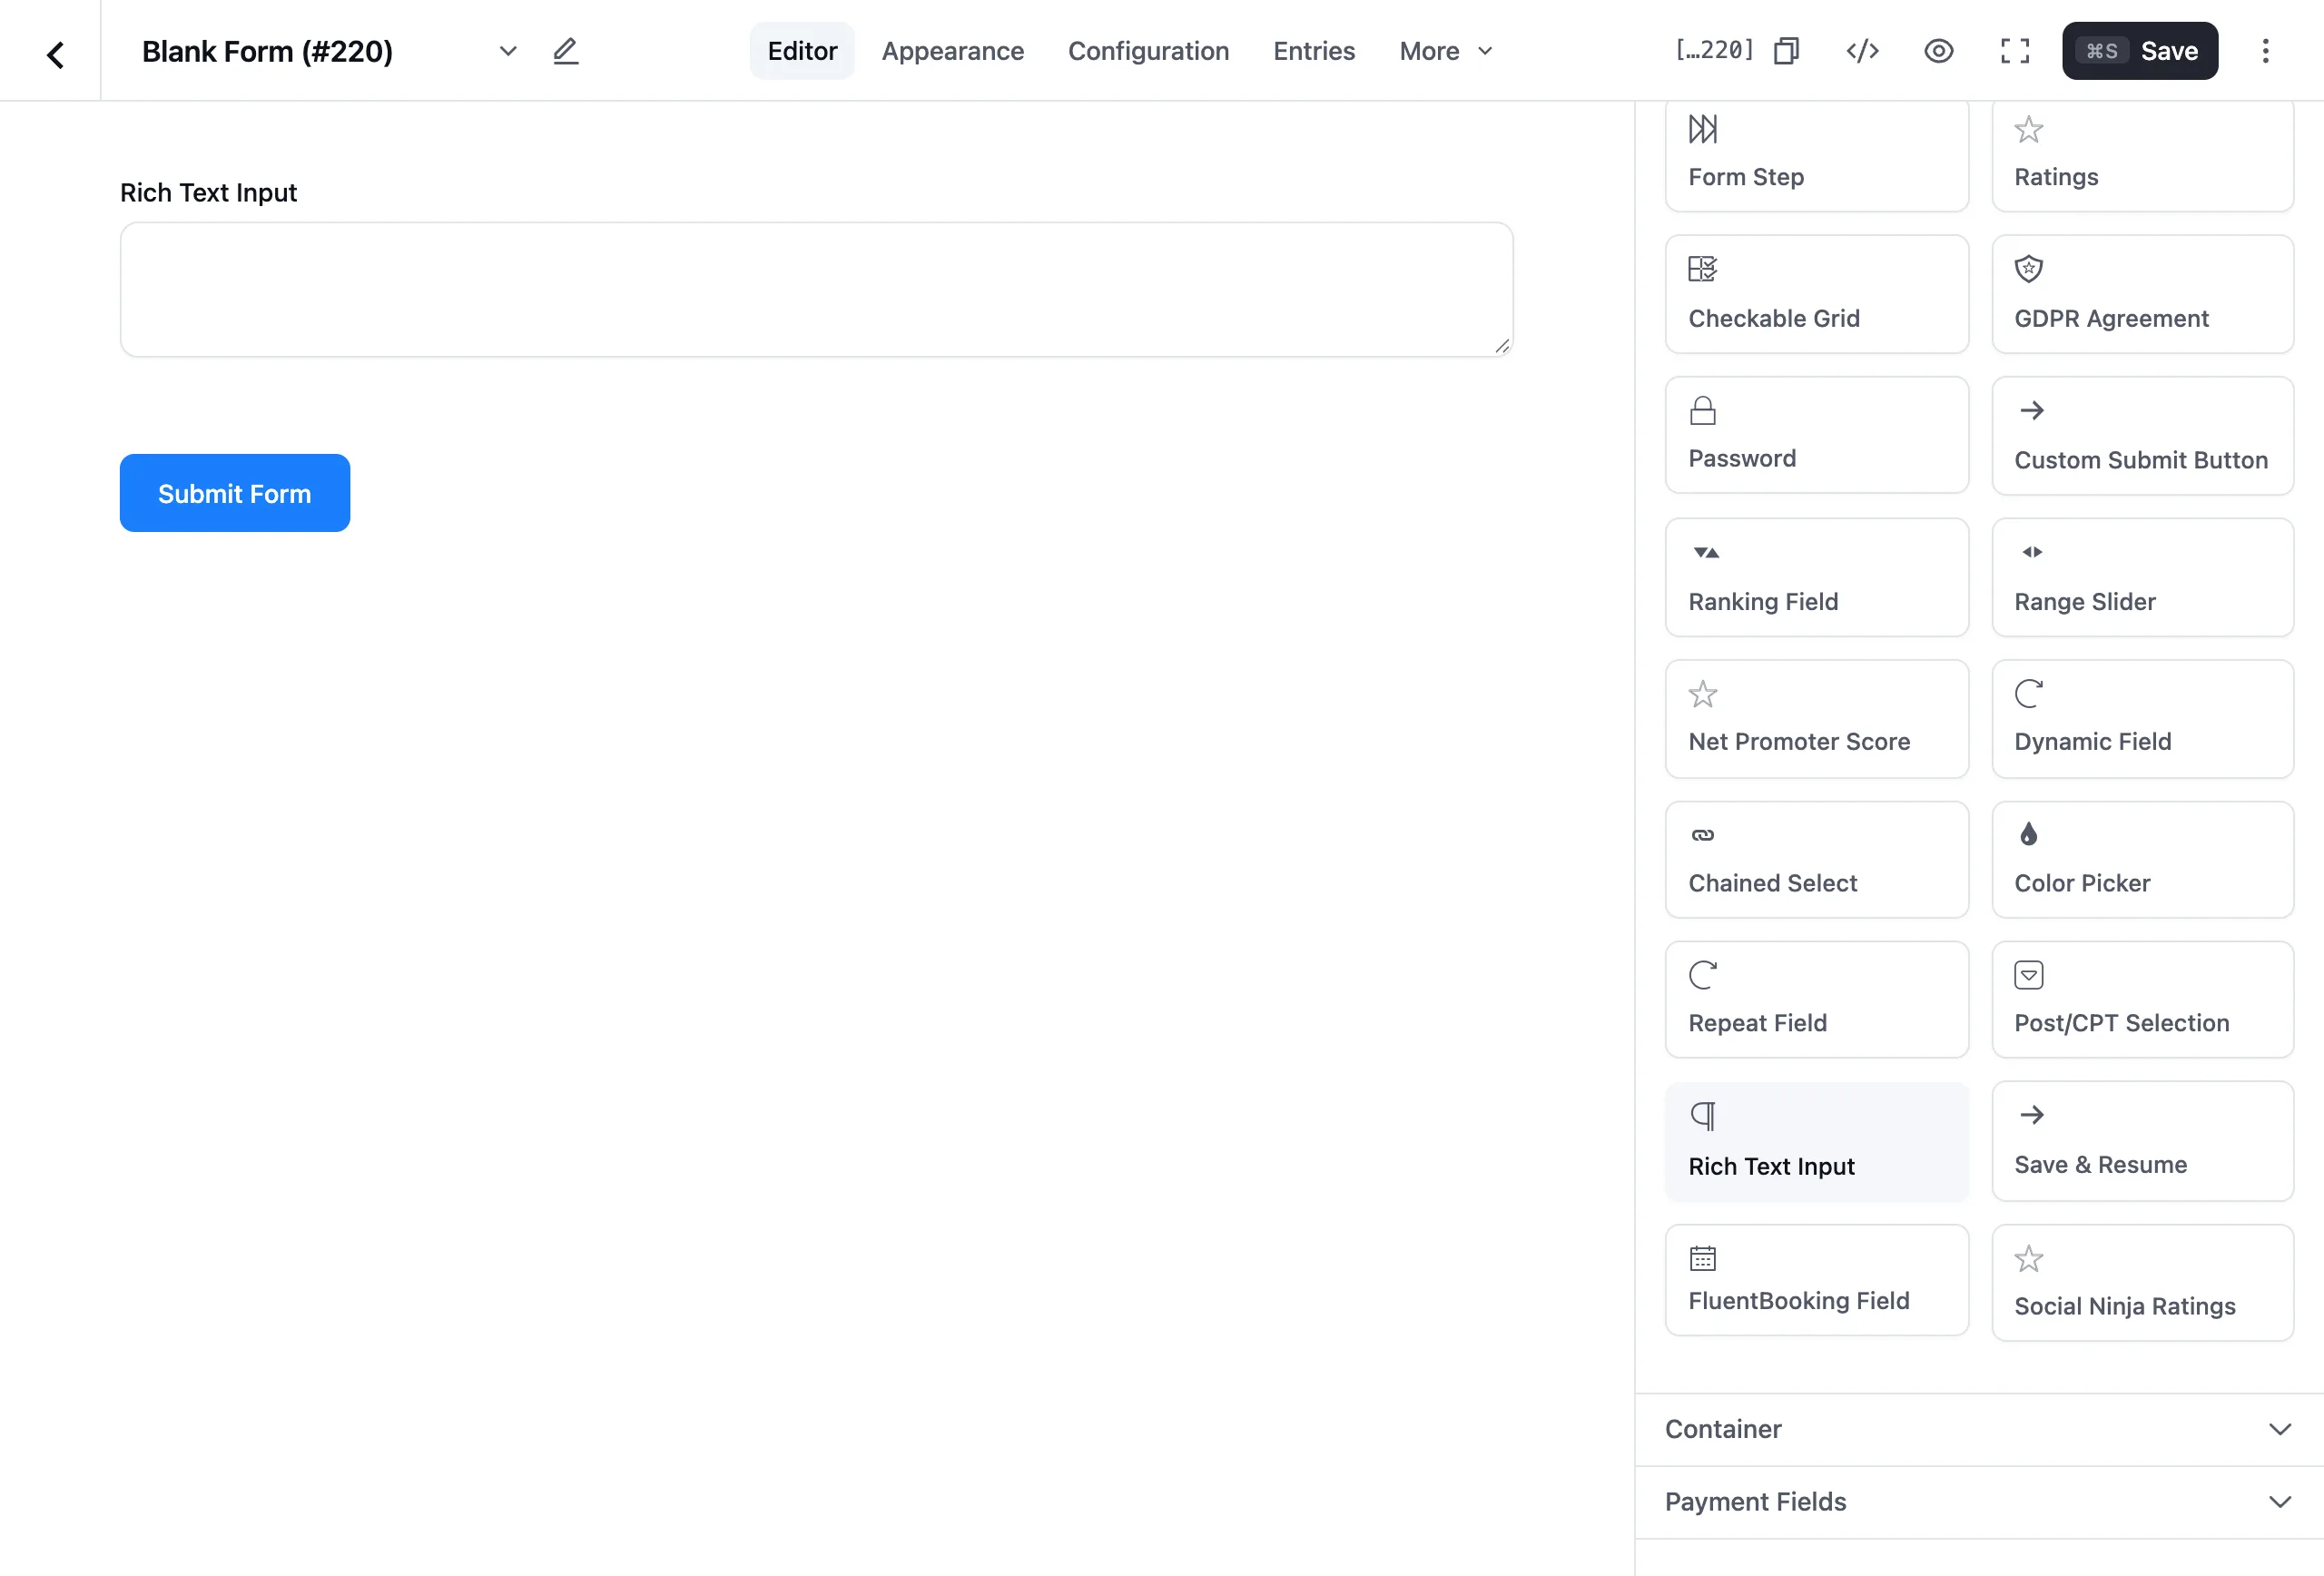 Blank Form (#220)
Editor
Appearance
Configuration
Entries
More
[…220]
⌘S
Save
Rich Text Input
Submit Form
Form Step
Ratings
Checkable Grid
GDPR Agreement
Password
Custom Submit Button
Ranking Field
Range Slider
Net Promoter Score
Dynamic Field
Chained Select
Color Picker
Repeat Field
Post/CPT Selection
Rich Text Input
Save & Resume
FluentBooking Field
Social Ninja Ratings
Container
Payment Fields